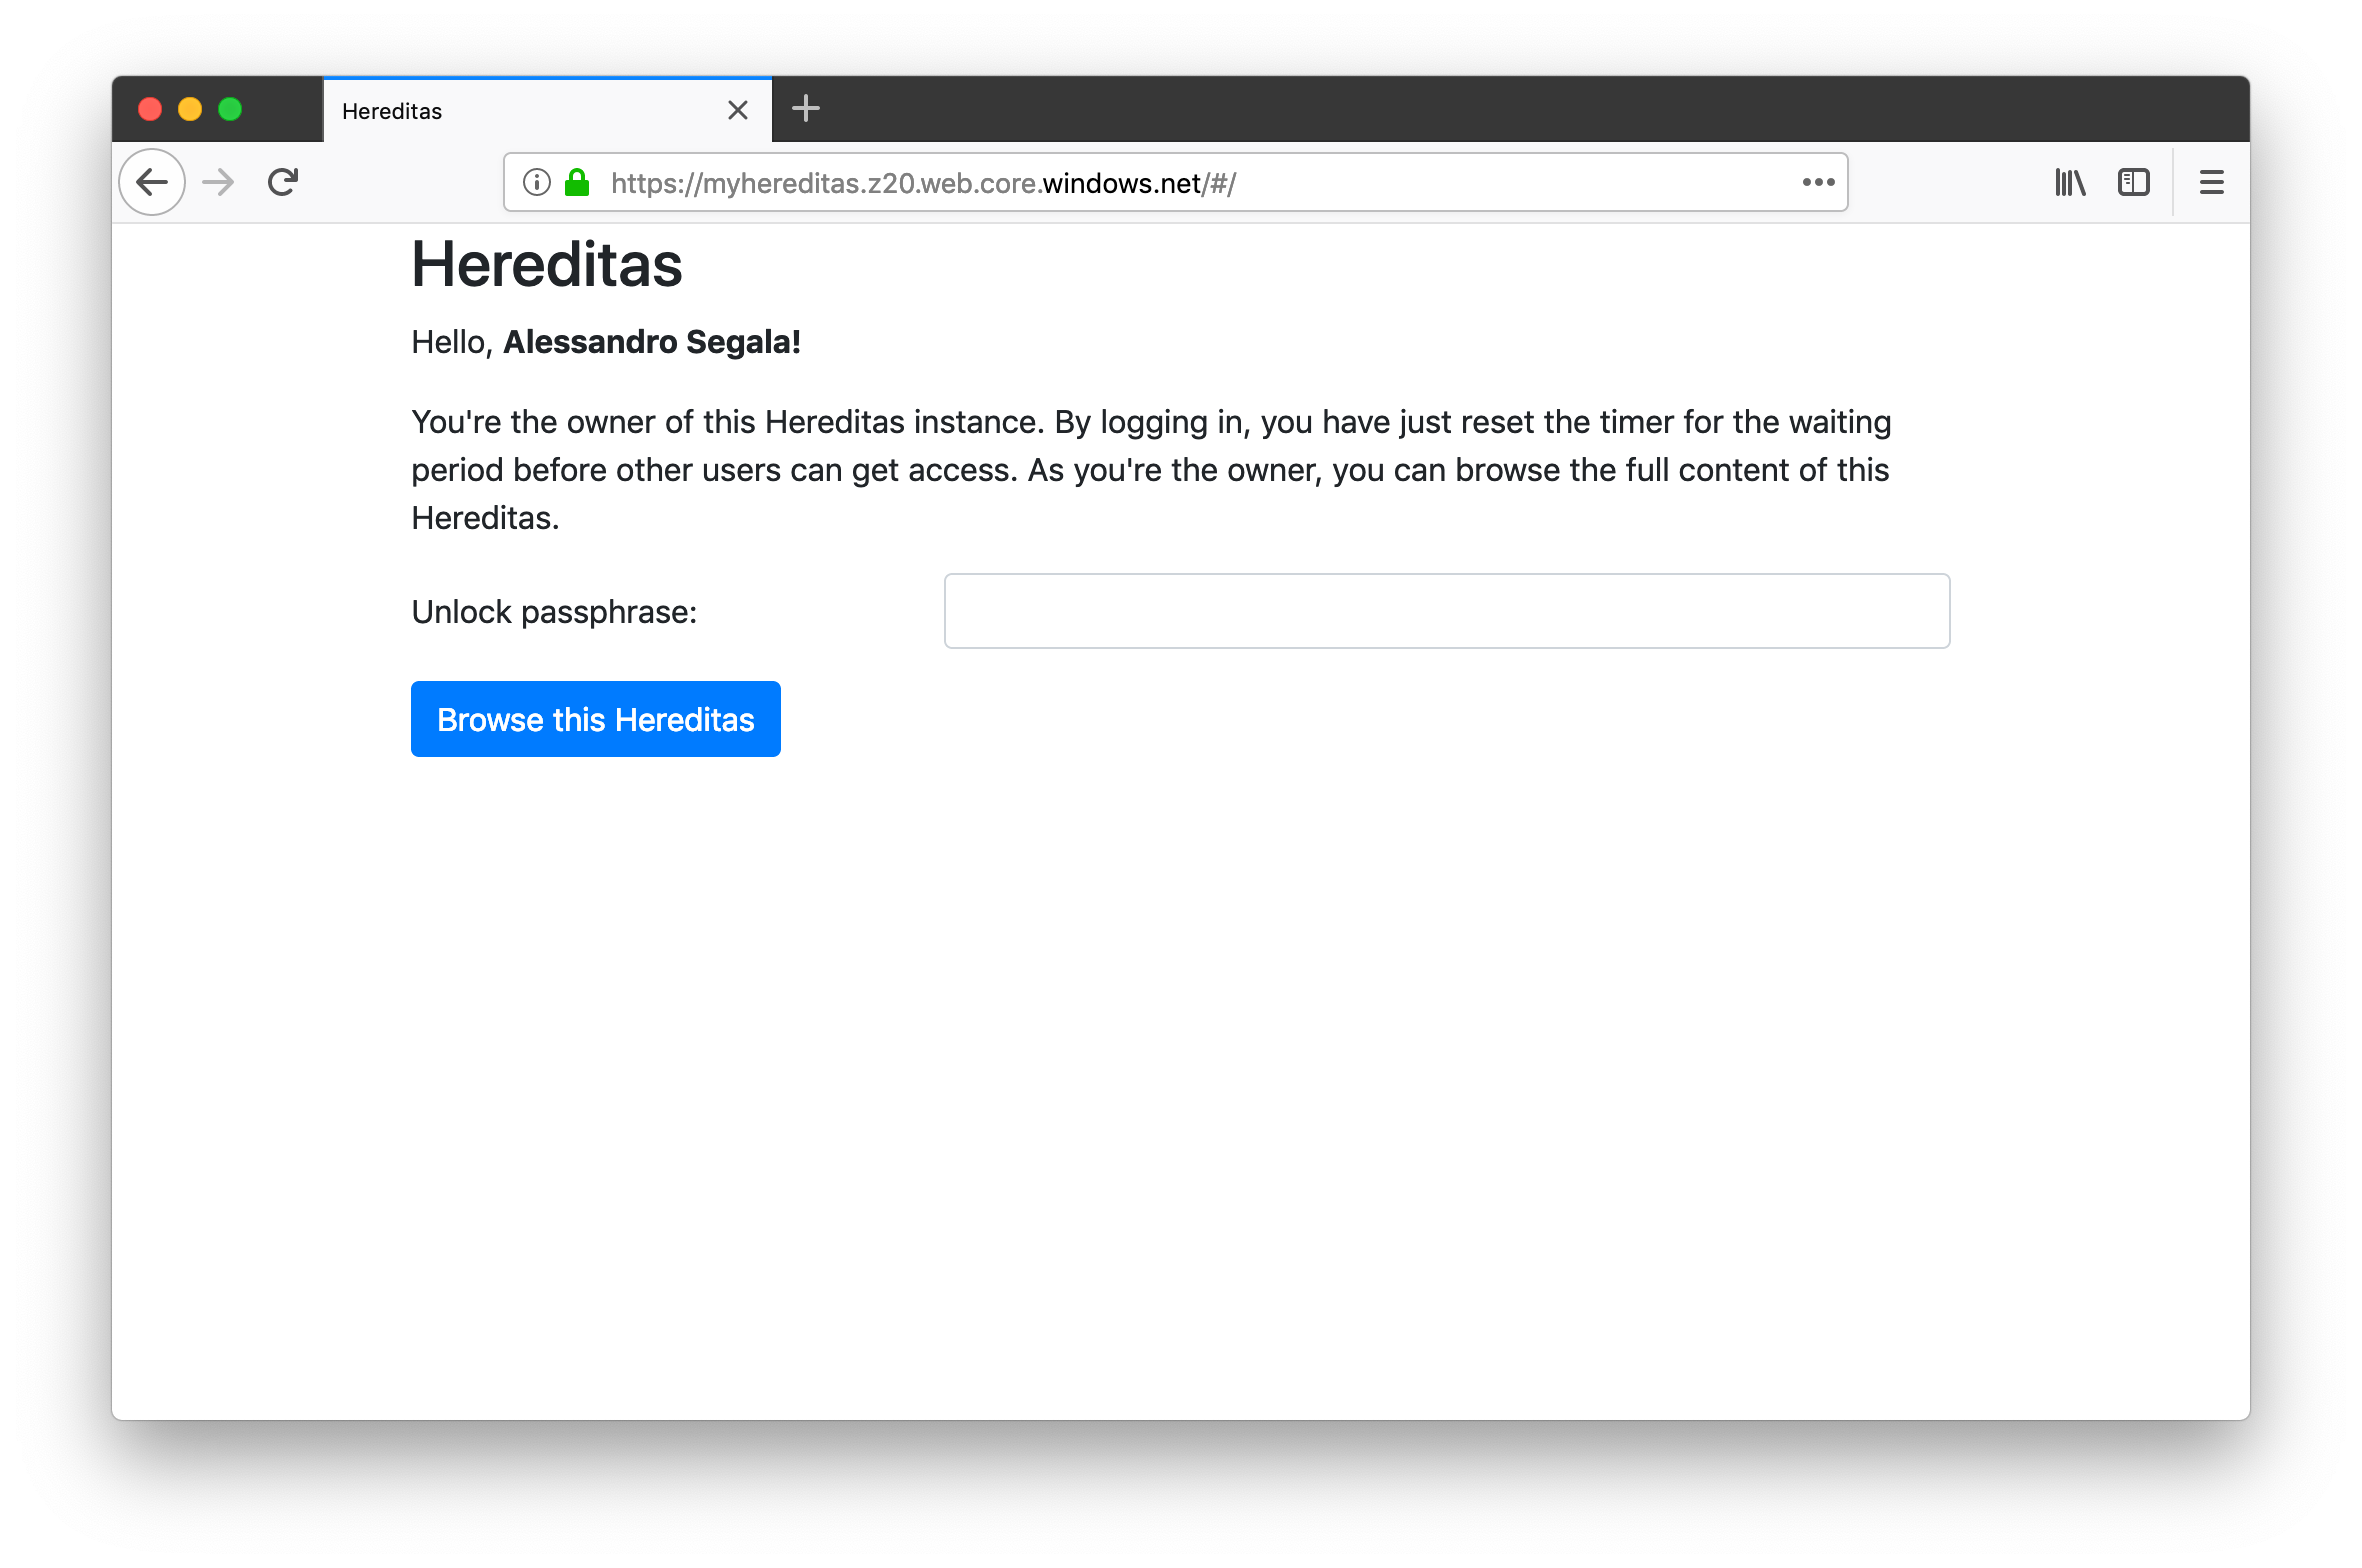 Hereditas
https://myhereditas.z20.web.core.windows.net/#/
Hereditas
Hello, Alessandro Segala!
You're the owner of this Hereditas instance. By logging in, you have just reset the timer for the waiting
period before other users can get access. As you're the owner, you can browse the full content of this
Hereditas.
Unlock passphrase:
Browse this Hereditas